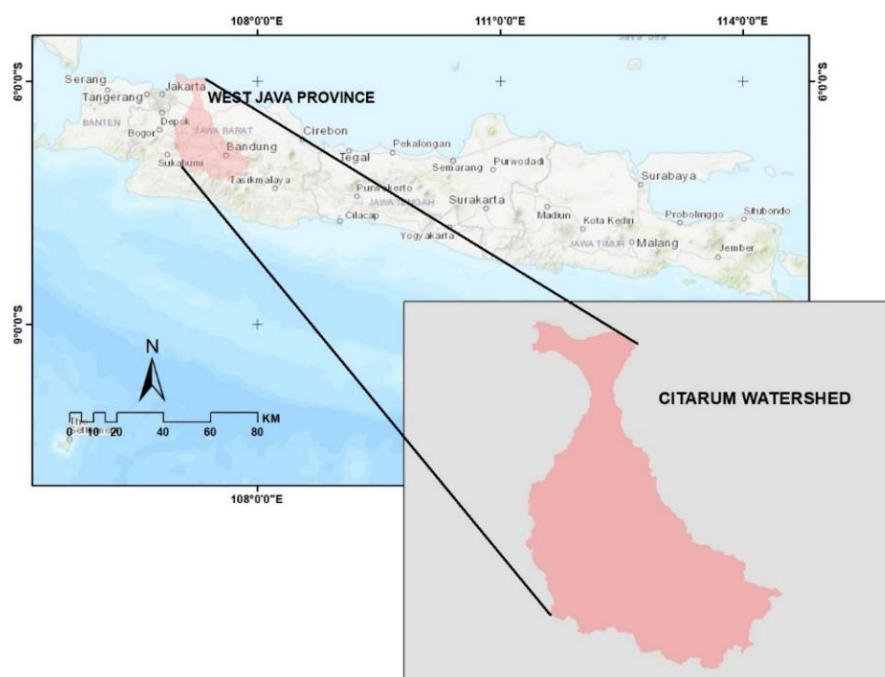 108°0'0"E
111°0'0"E
114°0'0"E
6°0'0"S
6°0'0"S
Serang
Jakarta
Tangerang
WEST JAVA PROVINCE
BANTEN
Depok
Bogor
JAWA BARAT
Cirebon
Bandung
Sukabumi
Tegal
Pekalongan
Semarang
Purwodadi
Surabaya
Tasikmalaya
Purwokerto
JAWA TENGAH
Surakarta
Cilacap
Yogyakarta
Madiun
Kota Kediri
JAWA TIMUR
Malang
Probolinggo
Situbondo
Jember
9°0'0"S
N
KM
0 10 20 40 60 80
108°0'0"E
CITARUM WATERSHED